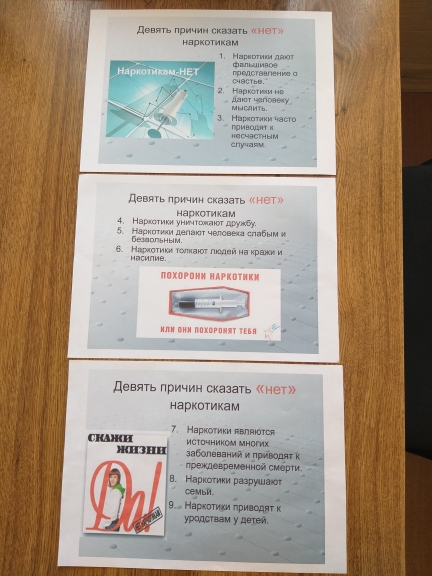 Девять причин сказать «нет»
наркотикам
Наркотикам-НЕТ
1. Наркотики дают
фальшивое
представление о
счастье.
2. Наркотики не
дают человеку
мыслить.
3. Наркотики часто
приводят к
несчастным
случаям.
Девять причин сказать «нет»
наркотикам
4. Наркотики уничтожают дружбу.
5. Наркотики делают человека слабым и
безвольным.
6. Наркотики толкают людей на кражи и
насилие.
ПОХОРОНИ НАРКОТИКИ
ИЛИ ОНИ ПОХОРОНЯТ ТЕБЯ
Девять причин сказать «нет»
наркотикам
СКАЖИ
ЖИЗНИ
Да!
7. Наркотики являются
источником многих
заболеваний и приводят к
преждевременной смерти.
8. Наркотики разрушают
семьи.
9. Наркотики приводят к
уродствам у детей.